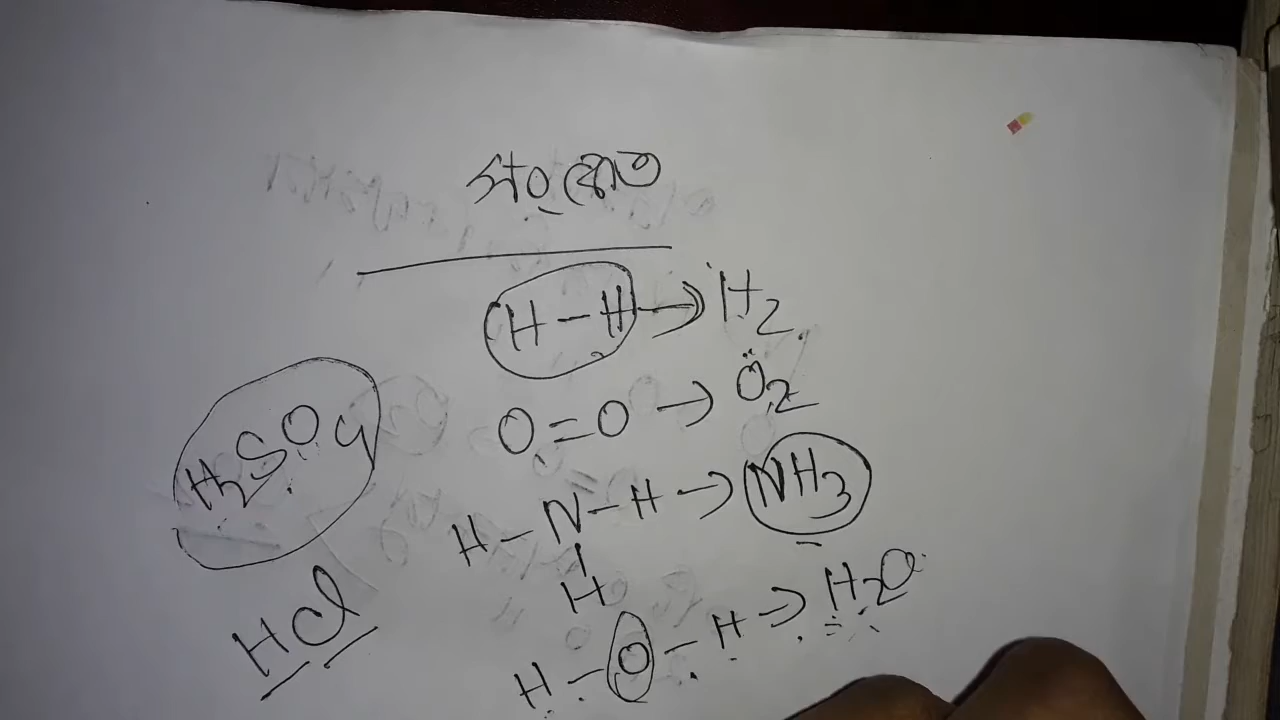 সংকেত
H – H → H₂
O = O → O₂
H – N – H → NH₃
|
H
H – O – H → H₂O
H₂SO₄
HCl